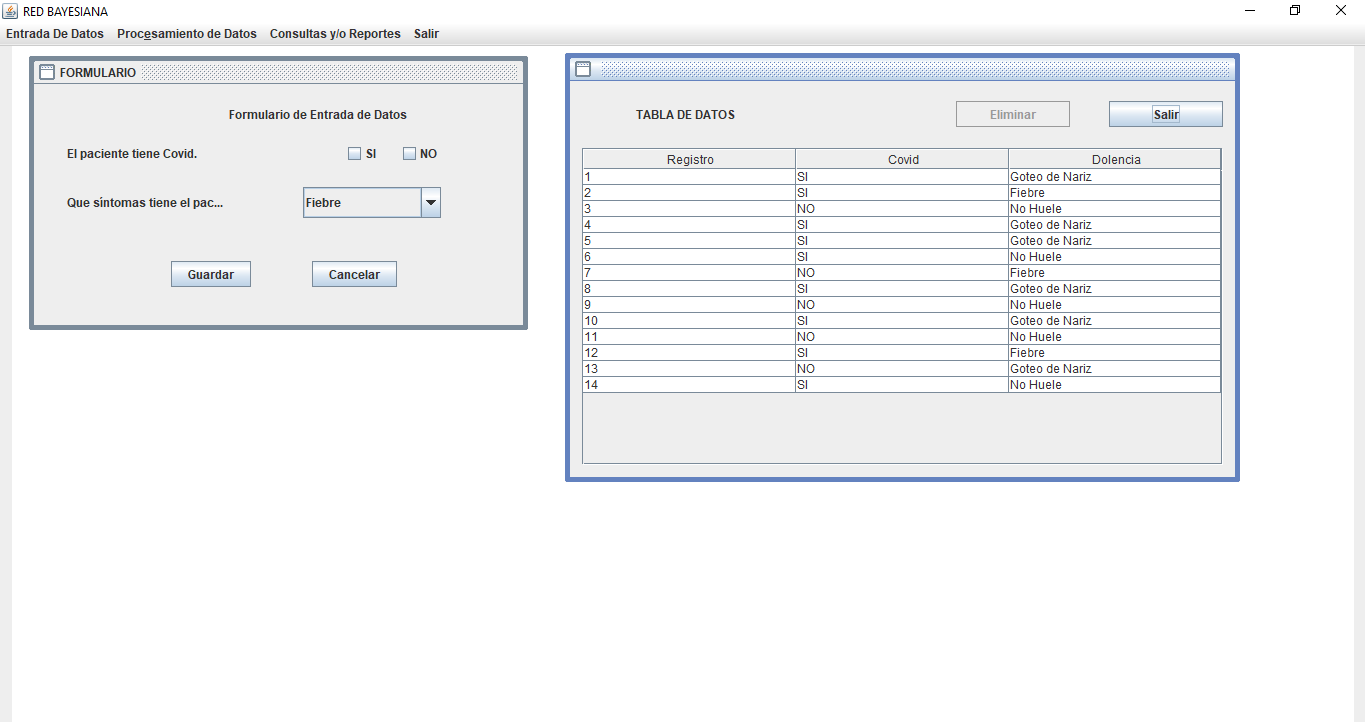 RED BAYESIANA
Entrada De Datos Procesamiento de Datos Consultas y/o Reportes Salir
FORMULARIO
Formulario de Entrada de Datos
El paciente tiene Covid. SI NO
Que sintomas tiene el pac... Fiebre
Guardar Cancelar
TABLA DE DATOS Eliminar Salir
Registro Covid Dolencia
1 SI Goteo de Nariz
2 SI Fiebre
3 NO No Huele
4 SI Goteo de Nariz
5 SI Goteo de Nariz
6 SI No Huele
7 NO Fiebre
8 SI Goteo de Nariz
9 NO No Huele
10 SI Goteo de Nariz
11 NO No Huele
12 SI Fiebre
13 NO Goteo de Nariz
14 SI No Huele